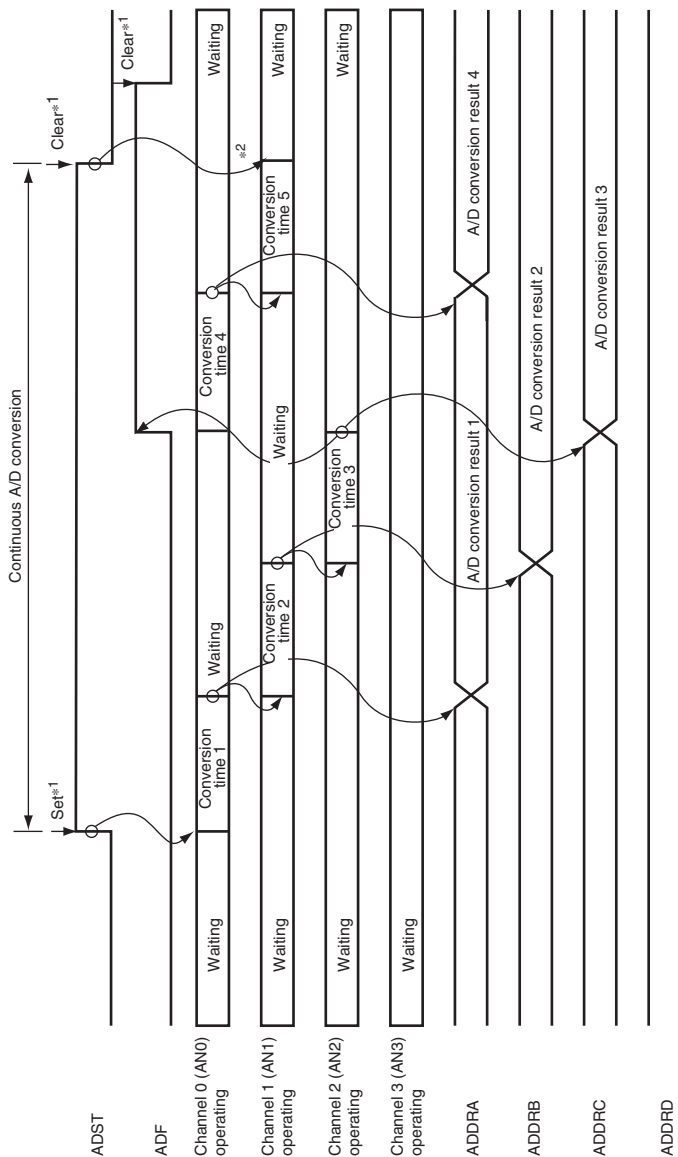 Continuous A/D conversion
Set*1
Clear*1
Clear*1
ADST
ADF
Channel 0 (AN0)
operating
Waiting
Conversion
time 1
Waiting
Conversion
time 4
Waiting
Channel 1 (AN1)
operating
Waiting
Conversion
time 2
Waiting
Conversion
time 5
*2
Waiting
Channel 2 (AN2)
operating
Waiting
Conversion
time 3
Waiting
Channel 3 (AN3)
operating
Waiting
ADDRA
A/D conversion result 1
A/D conversion result 4
ADDRB
A/D conversion result 2
ADDRC
A/D conversion result 3
ADDRD